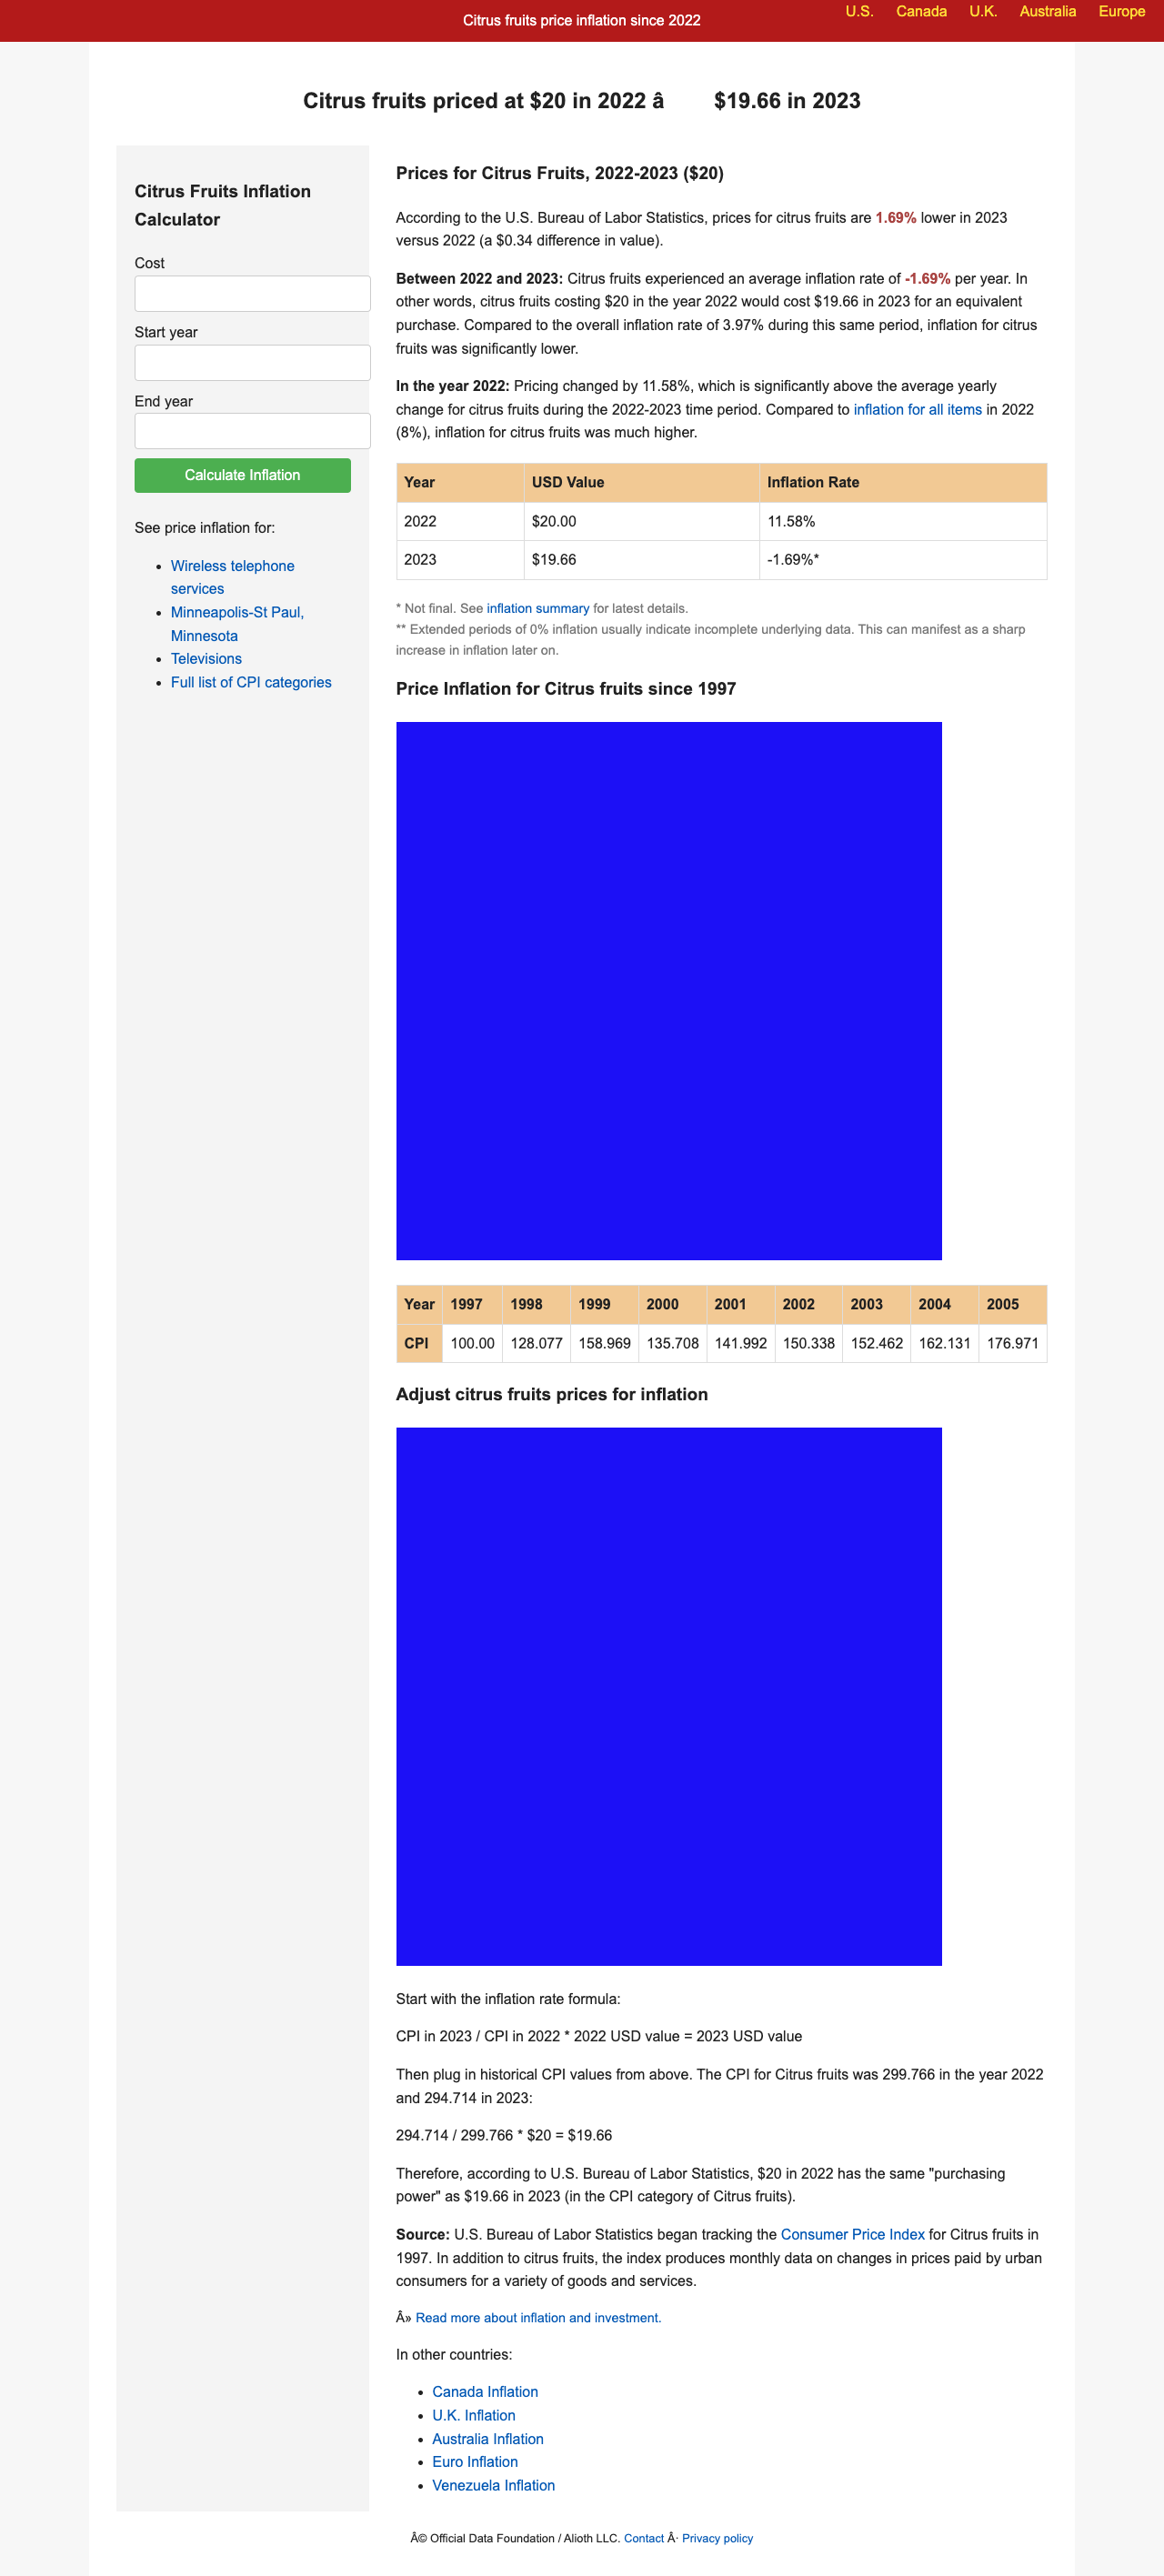 Citrus fruits price inflation since 2022
U.S. Canada U.K. Australia Europe
Citrus fruits priced at $20 in 2022 â $19.66 in 2023
Citrus Fruits Inflation
Calculator
Cost
Start year
End year
Calculate Inflation
See price inflation for:
• Wireless telephone
services
• Minneapolis-St Paul,
Minnesota
• Televisions
• Full list of CPI categories
Prices for Citrus Fruits, 2022-2023 ($20)
According to the U.S. Bureau of Labor Statistics, prices for citrus fruits are 1.69% lower in 2023
versus 2022 (a $0.34 difference in value).
Between 2022 and 2023: Citrus fruits experienced an average inflation rate of -1.69% per year. In
other words, citrus fruits costing $20 in the year 2022 would cost $19.66 in 2023 for an equivalent
purchase. Compared to the overall inflation rate of 3.97% during this same period, inflation for citrus
fruits was significantly lower.
In the year 2022: Pricing changed by 11.58%, which is significantly above the average yearly
change for citrus fruits during the 2022-2023 time period. Compared to inflation for all items in 2022
(8%), inflation for citrus fruits was much higher.
Year USD Value Inflation Rate
2022 $20.00 11.58%
2023 $19.66 -1.69%*
* Not final. See inflation summary for latest details.
** Extended periods of 0% inflation usually indicate incomplete underlying data. This can manifest as a sharp
increase in inflation later on.
Price Inflation for Citrus fruits since 1997
Year 1997 1998 1999 2000 2001 2002 2003 2004 2005
CPI 100.00 128.077 158.969 135.708 141.992 150.338 152.462 162.131 176.971
Adjust citrus fruits prices for inflation
Start with the inflation rate formula:
CPI in 2023 / CPI in 2022 * 2022 USD value = 2023 USD value
Then plug in historical CPI values from above. The CPI for Citrus fruits was 299.766 in the year 2022
and 294.714 in 2023:
294.714 / 299.766 * $20 = $19.66
Therefore, according to U.S. Bureau of Labor Statistics, $20 in 2022 has the same "purchasing
power" as $19.66 in 2023 (in the CPI category of Citrus fruits).
Source: U.S. Bureau of Labor Statistics began tracking the Consumer Price Index for Citrus fruits in
1997. In addition to citrus fruits, the index produces monthly data on changes in prices paid by urban
consumers for a variety of goods and services.
Â» Read more about inflation and investment.
In other countries:
• Canada Inflation
• U.K. Inflation
• Australia Inflation
• Euro Inflation
• Venezuela Inflation
Â© Official Data Foundation / Alioth LLC. Contact Â· Privacy policy